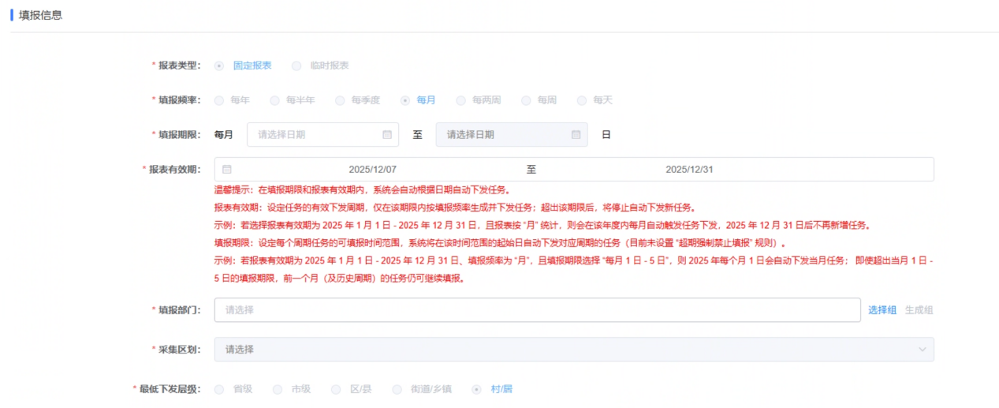 填报信息
* 报表类型： 固定报表 临时报表
* 填报频率： 每年 每半年 每季度 每月 每两周 每周 每天
* 填报期限： 每月 请选择日期 至 请选择日期 日
* 报表有效期： 2025/12/07 至 2025/12/31
温馨提示：在填报期限和报表有效期内，系统会自动根据日期自动下发任务。
报表有效期：设定任务的有效下发周期，仅在该期限内按填报频率生成并下发任务；超出该期限后，将停止自动下发新任务。
示例：若选择报表有效期为 2025 年 1 月 1 日 - 2025 年 12 月 31 日，且报表按 “月” 统计，则会在该年度内每月自动触发任务下发，2025 年 12 月 31 日后不再新增任务。
填报期限：设定每个周期任务的可填报时间范围，系统将在该时间范围的起始日自动下发对应周期的任务（目前未设置 “超期强制禁止填报” 规则）。
示例：若报表有效期为 2025 年 1 月 1 日 - 2025 年 12 月 31 日、填报频率为 “月”，且填报期限选择 “每月 1 日 - 5 日”，则 2025 年每个月 1 日会自动下发当月任务； 即使超出当月 1 日 -
5 日的填报期限，前一个月（及历史周期）的任务仍可继续填报。
* 填报部门： 请选择 选择组 生成组
* 采集区划： 请选择
* 最低下发层级： 省级 市级 区/县 街道/乡镇 村/居